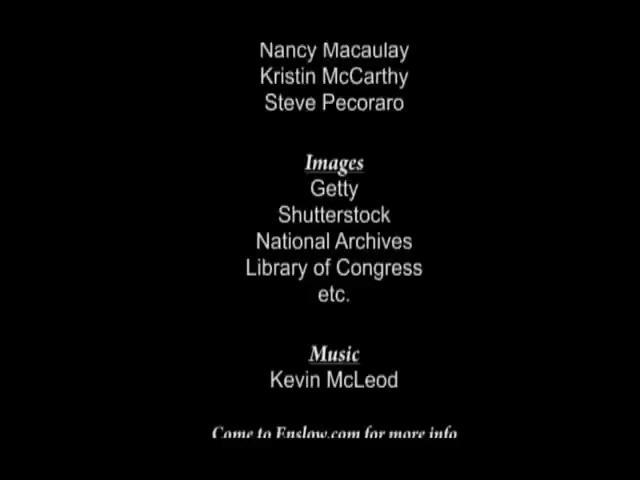 Nancy Macaulay
Kristin McCarthy
Steve Pecoraro
Images
Getty
Shutterstock
National Archives
Library of Congress
etc.
Music
Kevin McLeod
Come to Enslow.com for more info